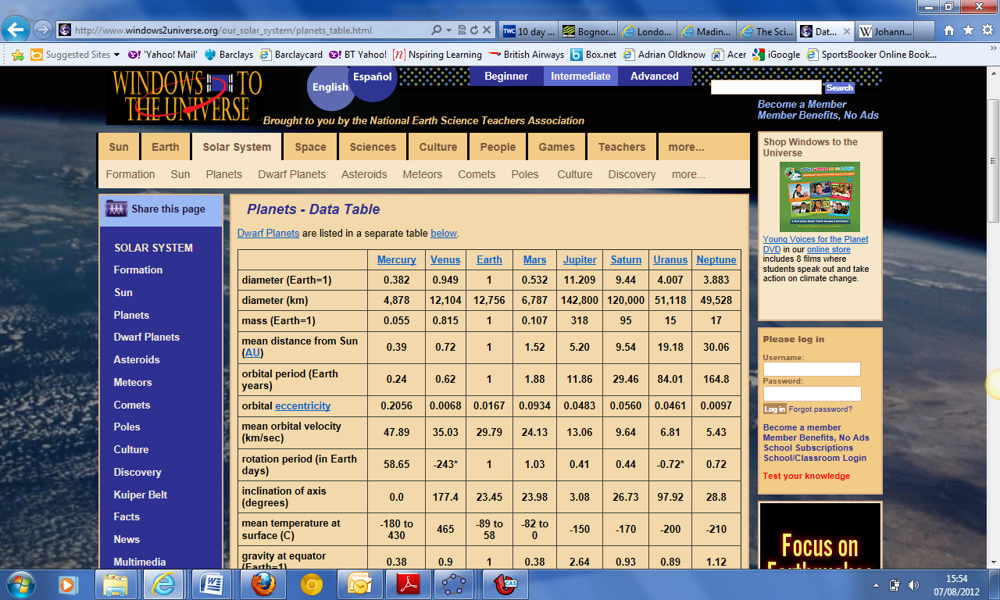 http://www.windows2universe.org/our_solar_system/planets_table.html
TWC 10 day ...
Bognor...
Londo...
Madin...
The Sci...
Dat...
W Johann...
Suggested Sites
Y! 'Yahoo! Mail'
Barclays
Barclaycard
Y! BT Yahoo!
Nspiring Learning
British Airways
Box.net
Adrian Oldknow
Acer
iGoogle
SportsBooker Online Book...
WINDOWS TO
THE UNIVERSE
English
Español
Beginner Intermediate Advanced
Search
Become a Member
Member Benefits, No Ads
Brought to you by the National Earth Science Teachers Association
Sun Earth Solar System Space Sciences Culture People Games Teachers more...
Formation Sun Planets Dwarf Planets Asteroids Meteors Comets Poles Culture Discovery more...
Share this page
SOLAR SYSTEM
Formation
Sun
Planets
Dwarf Planets
Asteroids
Meteors
Comets
Poles
Culture
Discovery
Kuiper Belt
Facts
News
Multimedia
Planets - Data Table
Dwarf Planets are listed in a separate table below.
Mercury Venus Earth Mars Jupiter Saturn Uranus Neptune
diameter (Earth=1) 0.382 0.949 1 0.532 11.209 9.44 4.007 3.883
diameter (km) 4,878 12,104 12,756 6,787 142,800 120,000 51,118 49,528
mass (Earth=1) 0.055 0.815 1 0.107 318 95 15 17
mean distance from Sun
(AU) 0.39 0.72 1 1.52 5.20 9.54 19.18 30.06
orbital period (Earth
years) 0.24 0.62 1 1.88 11.86 29.46 84.01 164.8
orbital eccentricity 0.2056 0.0068 0.0167 0.0934 0.0483 0.0560 0.0461 0.0097
mean orbital velocity
(km/sec) 47.89 35.03 29.79 24.13 13.06 9.64 6.81 5.43
rotation period (in Earth
days) 58.65 -243* 1 1.03 0.41 0.44 -0.72* 0.72
inclination of axis
(degrees) 0.0 177.4 23.45 23.98 3.08 26.73 97.92 28.8
mean temperature at
surface (C) -180 to 430 465 -89 to 58 -82 to 0 -150 -170 -200 -210
gravity at equator
(Earth=1) 0.38 0.9 1 0.38 2.64 0.93 0.89 1.12
Shop Windows to the
Universe
Young Voices for the Planet
DVD in our online store
includes 8 films where
students speak out and take
action on climate change.
Please log in
Username:
Password:
Log in Forgot password?
Become a member
Member Benefits, No Ads
School Subscriptions
School/Classroom Login
Test your knowledge
Focus on
Earthquakes
CAS
15:54
07/08/2012